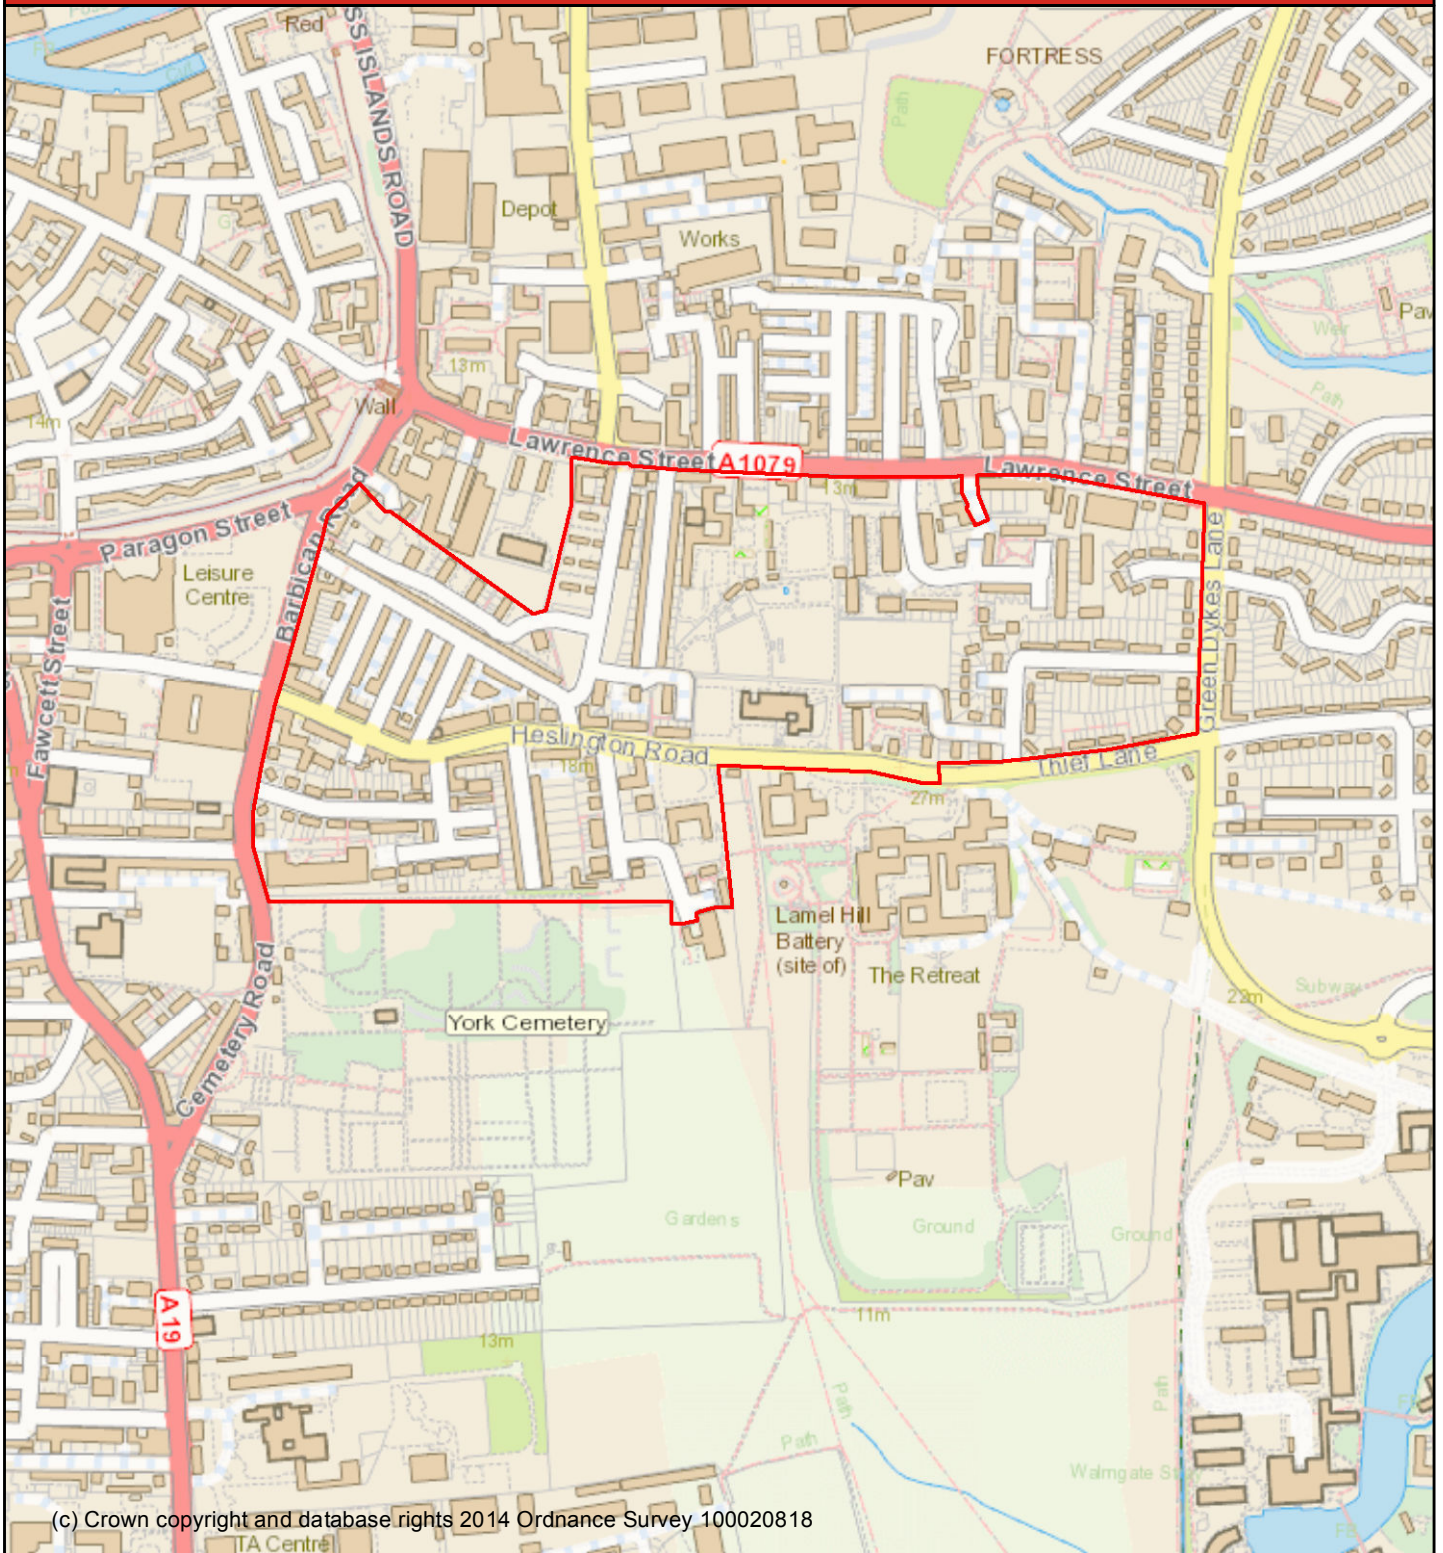 Red
SS ISLANDS ROAD
FORTRESS
Path
Depot
Works
Weir
Path
13m
Wall
14m
Lawrence Street
A1079
Lawrence Street
13m
Paragon Street
Barbican Road
Leisure
Centre
Fawcett Street
Green Dykes Lane
Heslington Road
18m
Thief Lane
27m
Lamel Hill
Battery
(site of)
The Retreat
22m
Subway
York Cemetery
Cemetery Road
Pav
Gardens
Ground
Ground
A19
11m
13m
Path
Path
Path
Walmgate Stray
(c) Crown copyright and database rights 2014 Ordnance Survey 100020818
TA Centre